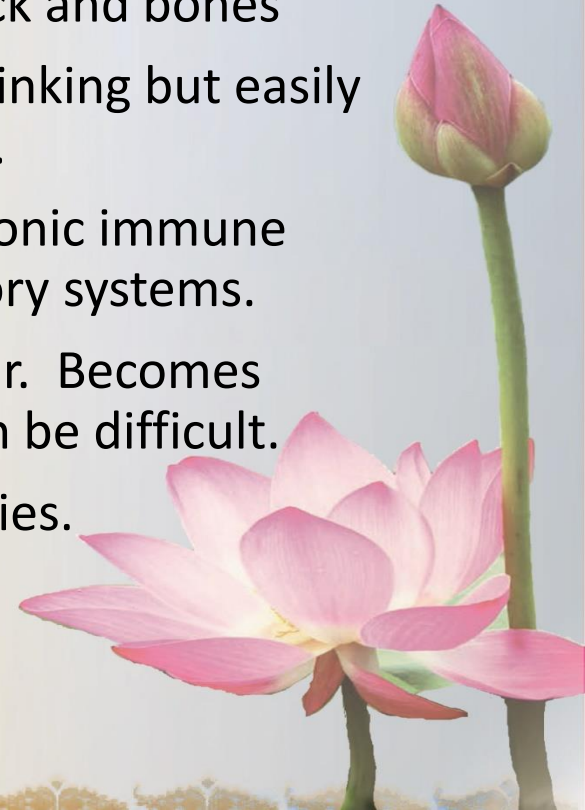 ck and bones
inking but easily
.
onic immune
ory systems.
r.  Becomes
n be difficult.
ies.